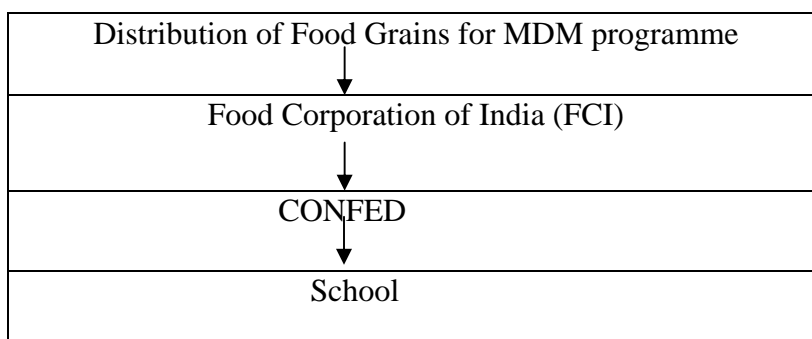 Distribution of Food Grains for MDM programme
Food Corporation of India (FCI)
CONFED
School